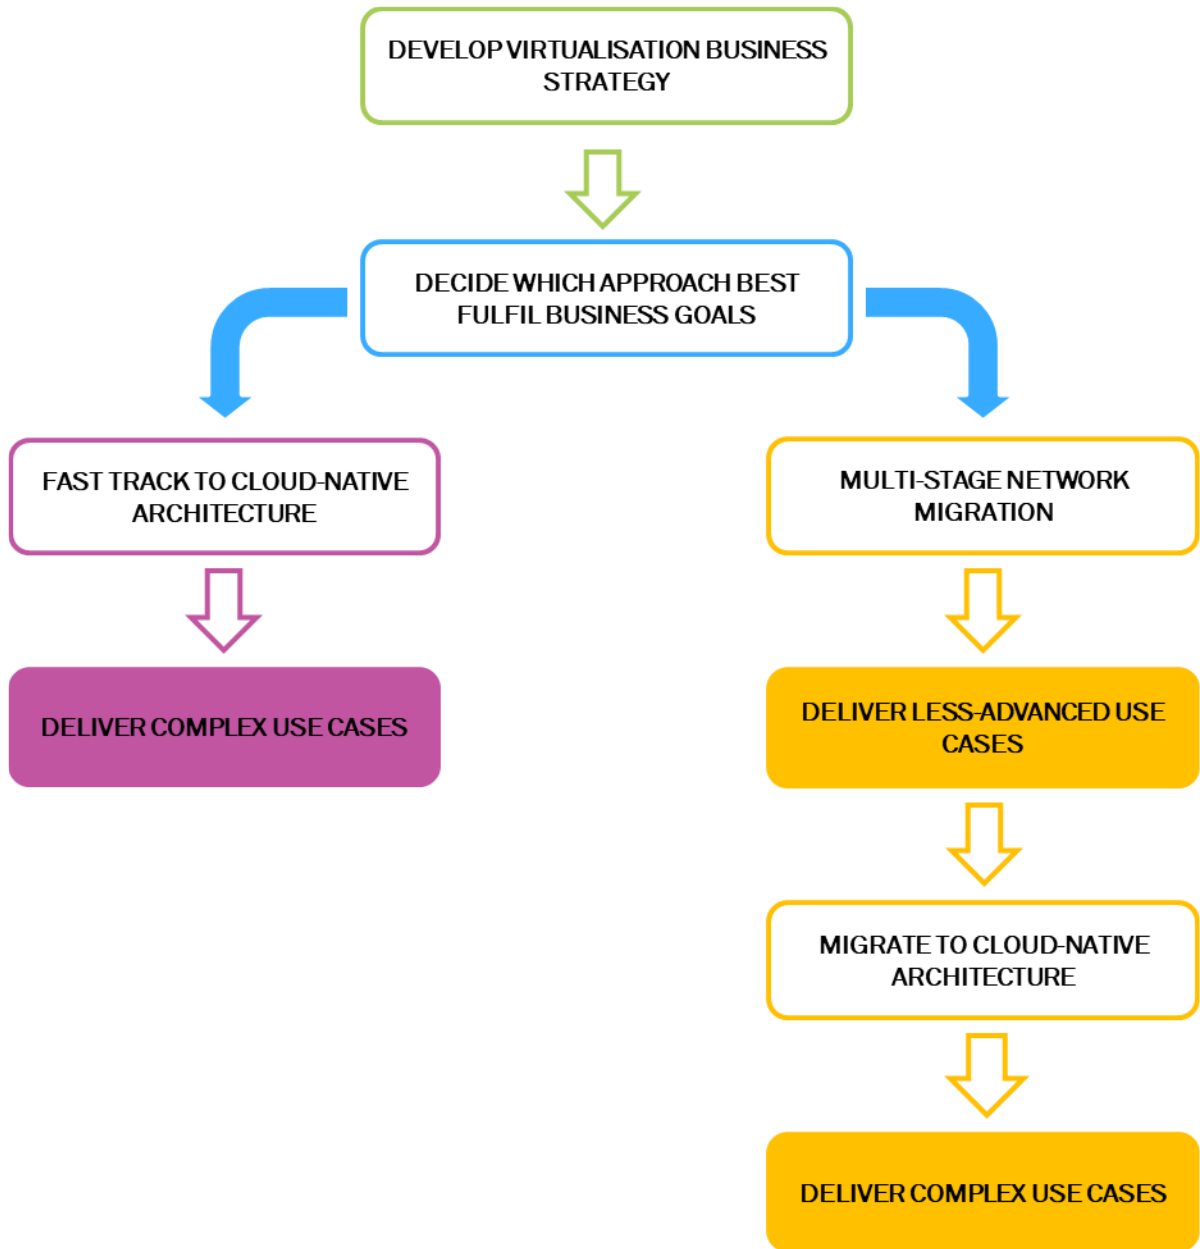 DEVELOP VIRTUALISATION BUSINESS
STRATEGY
DECIDE WHICH APPROACH BEST
FULFIL BUSINESS GOALS
FAST TRACK TO CLOUD-NATIVE
ARCHITECTURE
MULTI-STAGE NETWORK
MIGRATION
DELIVER COMPLEX USE CASES
DELIVER LESS-ADVANCED USE
CASES
MIGRATE TO CLOUD-NATIVE
ARCHITECTURE
DELIVER COMPLEX USE CASES